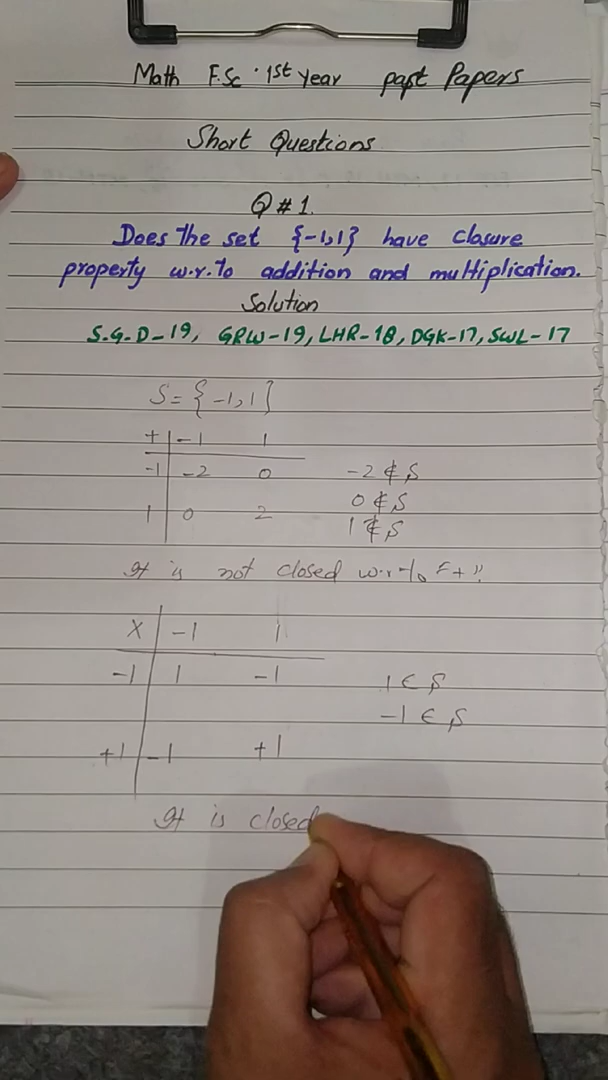 Math F.Sc. 1st year past Papers
Short Questions
Q # 1.
Does the set {-1,1} have closure
property w.r.to addition and multiplication.
Solution
S.G.D-19, GRW-19, LHR-18, DGK-17, SWL-17
S = {-1,1}
+ | -1 1
-1 | -2 0 -2 ∉ S
0 ∉ S
1 | 0 2
1 ∉ S
It is not closed w.r.to "+".
X | -1 1
-1 | 1 -1 1 ∈ S
-1 ∈ S
+1 | -1 +1
It is closed